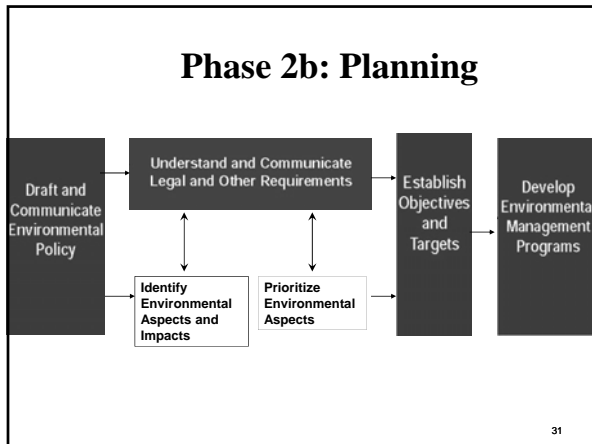 Phase 2b: Planning
Draft and
Communicate
Environmental
Policy
Understand and Communicate
Legal and Other Requirements
Identify
Environmental
Aspects and
Impacts
Prioritize
Environmental
Aspects
Establish
Objectives
and
Targets
Develop
Environmenta
Management
Programs
31